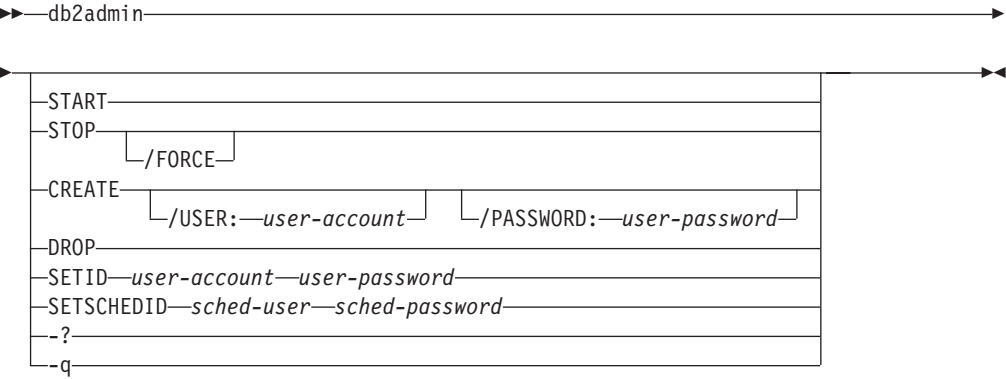 db2admin
START
STOP
/FORCE
CREATE
/USER: user-account /PASSWORD: user-password
DROP
SETID user-account user-password
SETSCHEDID sched-user sched-password
-?
-q